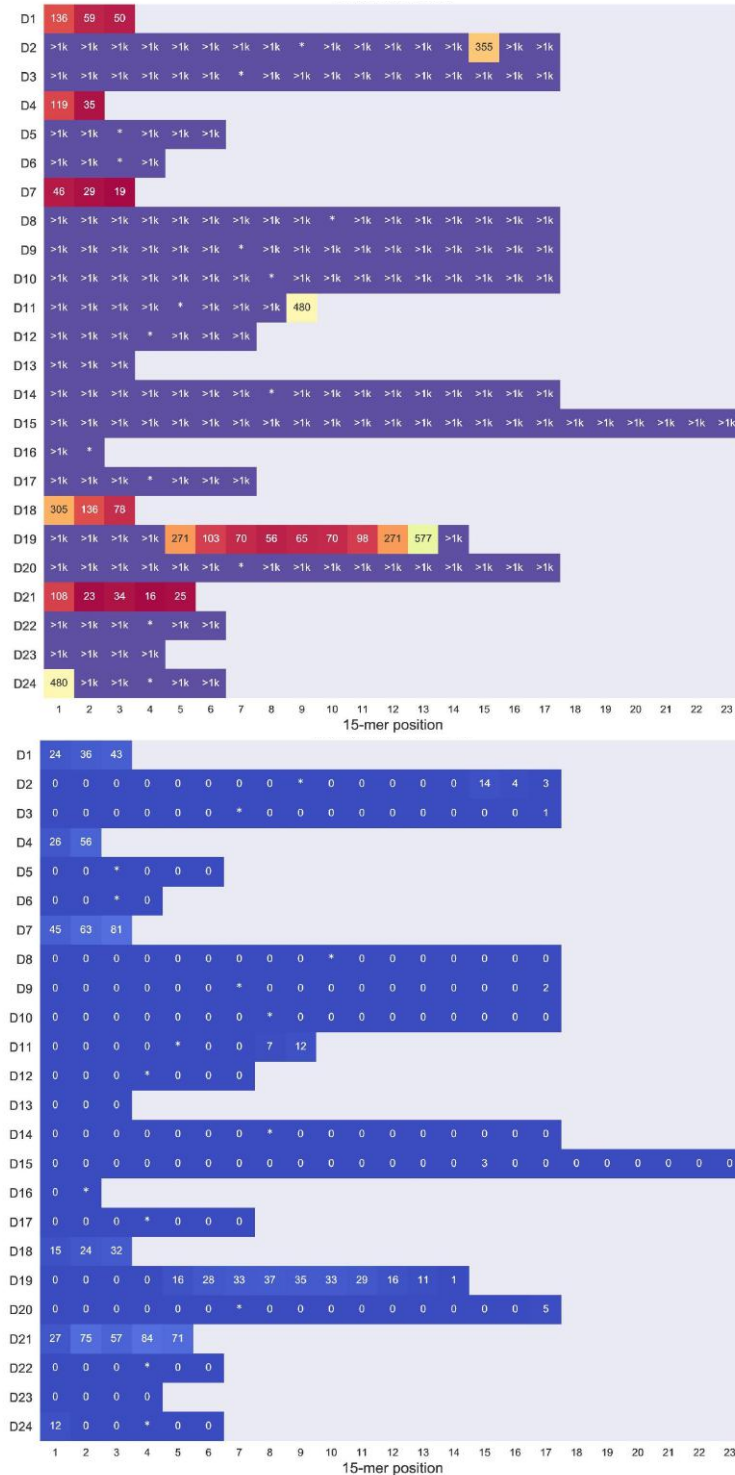 D1 136 59 50
D2 >1k >1k >1k >1k >1k >1k >1k >1k * >1k >1k >1k >1k >1k 355 >1k >1k
D3 >1k >1k >1k >1k >1k >1k * >1k >1k >1k >1k >1k >1k >1k >1k >1k >1k
D4 119 35
D5 >1k >1k * >1k >1k >1k
D6 >1k >1k * >1k
D7 46 29 19
D8 >1k >1k >1k >1k >1k >1k >1k >1k >1k * >1k >1k >1k >1k >1k >1k >1k
D9 >1k >1k >1k >1k >1k >1k * >1k >1k >1k >1k >1k >1k >1k >1k >1k >1k
D10 >1k >1k >1k >1k >1k >1k >1k * >1k >1k >1k >1k >1k >1k >1k >1k >1k
D11 >1k >1k >1k >1k * >1k >1k >1k 480
D12 >1k >1k >1k * >1k >1k >1k
D13 >1k >1k >1k
D14 >1k >1k >1k >1k >1k >1k >1k * >1k >1k >1k >1k >1k >1k >1k >1k >1k
D15 >1k >1k >1k >1k >1k >1k >1k >1k >1k >1k >1k >1k >1k >1k >1k >1k >1k >1k >1k >1k >1k >1k >1k
D16 >1k *
D17 >1k >1k >1k * >1k >1k >1k
D18 305 136 78
D19 >1k >1k >1k >1k 271 103 70 56 65 70 98 271 577 >1k
D20 >1k >1k >1k >1k >1k >1k * >1k >1k >1k >1k >1k >1k >1k >1k >1k >1k
D21 108 23 34 16 25
D22 >1k >1k >1k * >1k >1k
D23 >1k >1k >1k >1k
D24 480 >1k >1k * >1k >1k
1 2 3 4 5 6 7 8 9 10 11 12 13 14 15 16 17 18 19 20 21 22 23
15-mer position
D1 24 36 43
D2 0 0 0 0 0 0 0 0 * 0 0 0 0 0 14 4 3
D3 0 0 0 0 0 0 * 0 0 0 0 0 0 0 0 0 1
D4 26 56
D5 0 0 * 0 0 0
D6 0 0 * 0
D7 45 63 81
D8 0 0 0 0 0 0 0 0 0 * 0 0 0 0 0 0 0
D9 0 0 0 0 0 0 * 0 0 0 0 0 0 0 0 0 2
D10 0 0 0 0 0 0 0 * 0 0 0 0 0 0 0 0 0
D11 0 0 0 0 * 0 0 7 12
D12 0 0 0 * 0 0 0
D13 0 0 0
D14 0 0 0 0 0 0 0 * 0 0 0 0 0 0 0 0 0
D15 0 0 0 0 0 0 0 0 0 0 0 0 0 0 3 0 0 0 0 0 0 0 0
D16 0 *
D17 0 0 0 * 0 0 0
D18 15 24 32
D19 0 0 0 0 16 28 33 37 35 33 29 16 11 1
D20 0 0 0 0 0 0 * 0 0 0 0 0 0 0 0 0 5
D21 27 75 57 84 71
D22 0 0 0 * 0 0
D23 0 0 0 0
D24 12 0 0 * 0 0
1 2 3 4 5 6 7 8 9 10 11 12 13 14 15 16 17 18 19 20 21 22 23
15-mer position